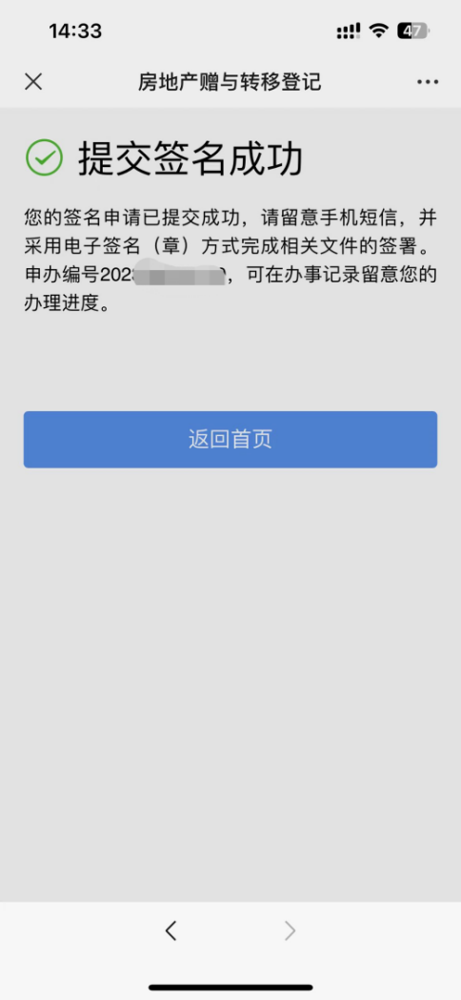 14:33
47
房地产赠与转移登记
提交签名成功
您的签名申请已提交成功，请留意手机短信，并
采用电子签名（章）方式完成相关文件的签署。
申办编号202，可在办事记录留意您的
办理进度。
返回首页